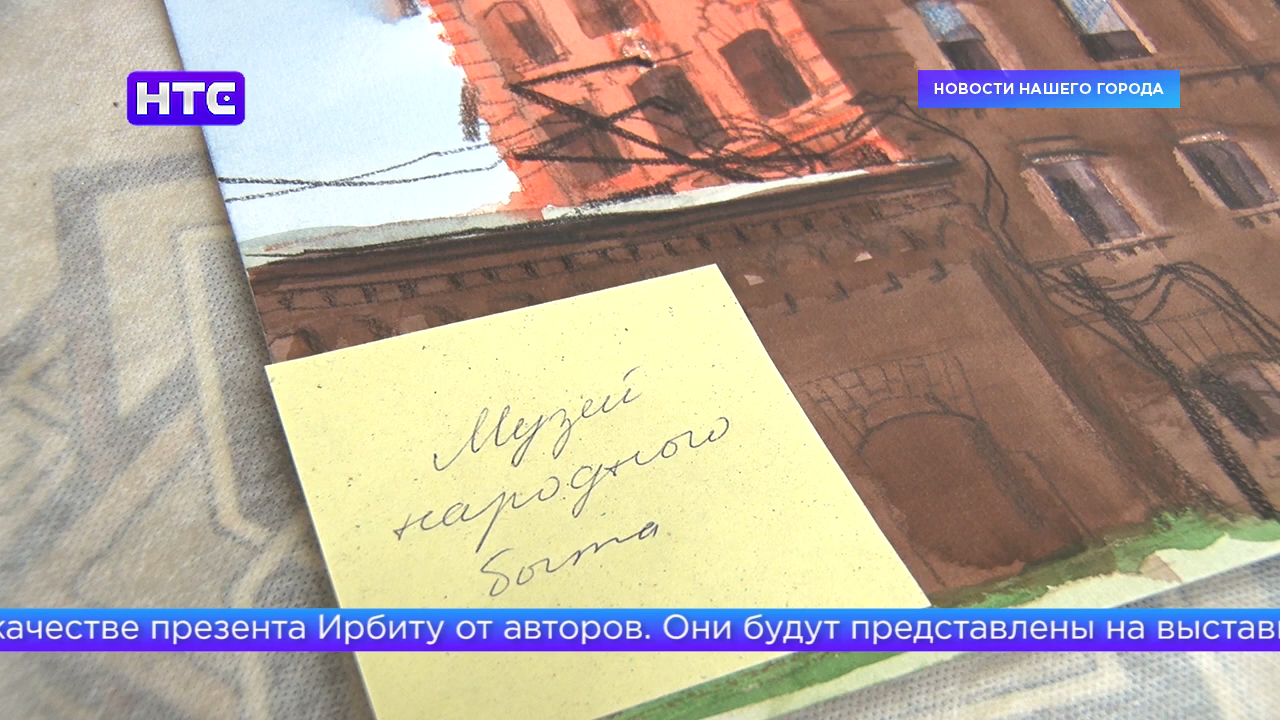 НТС
НОВОСТИ НАШЕГО ГОРОДА
Музей
народного
быта
качестве презента Ирбиту от авторов. Они будут представлены на выстав